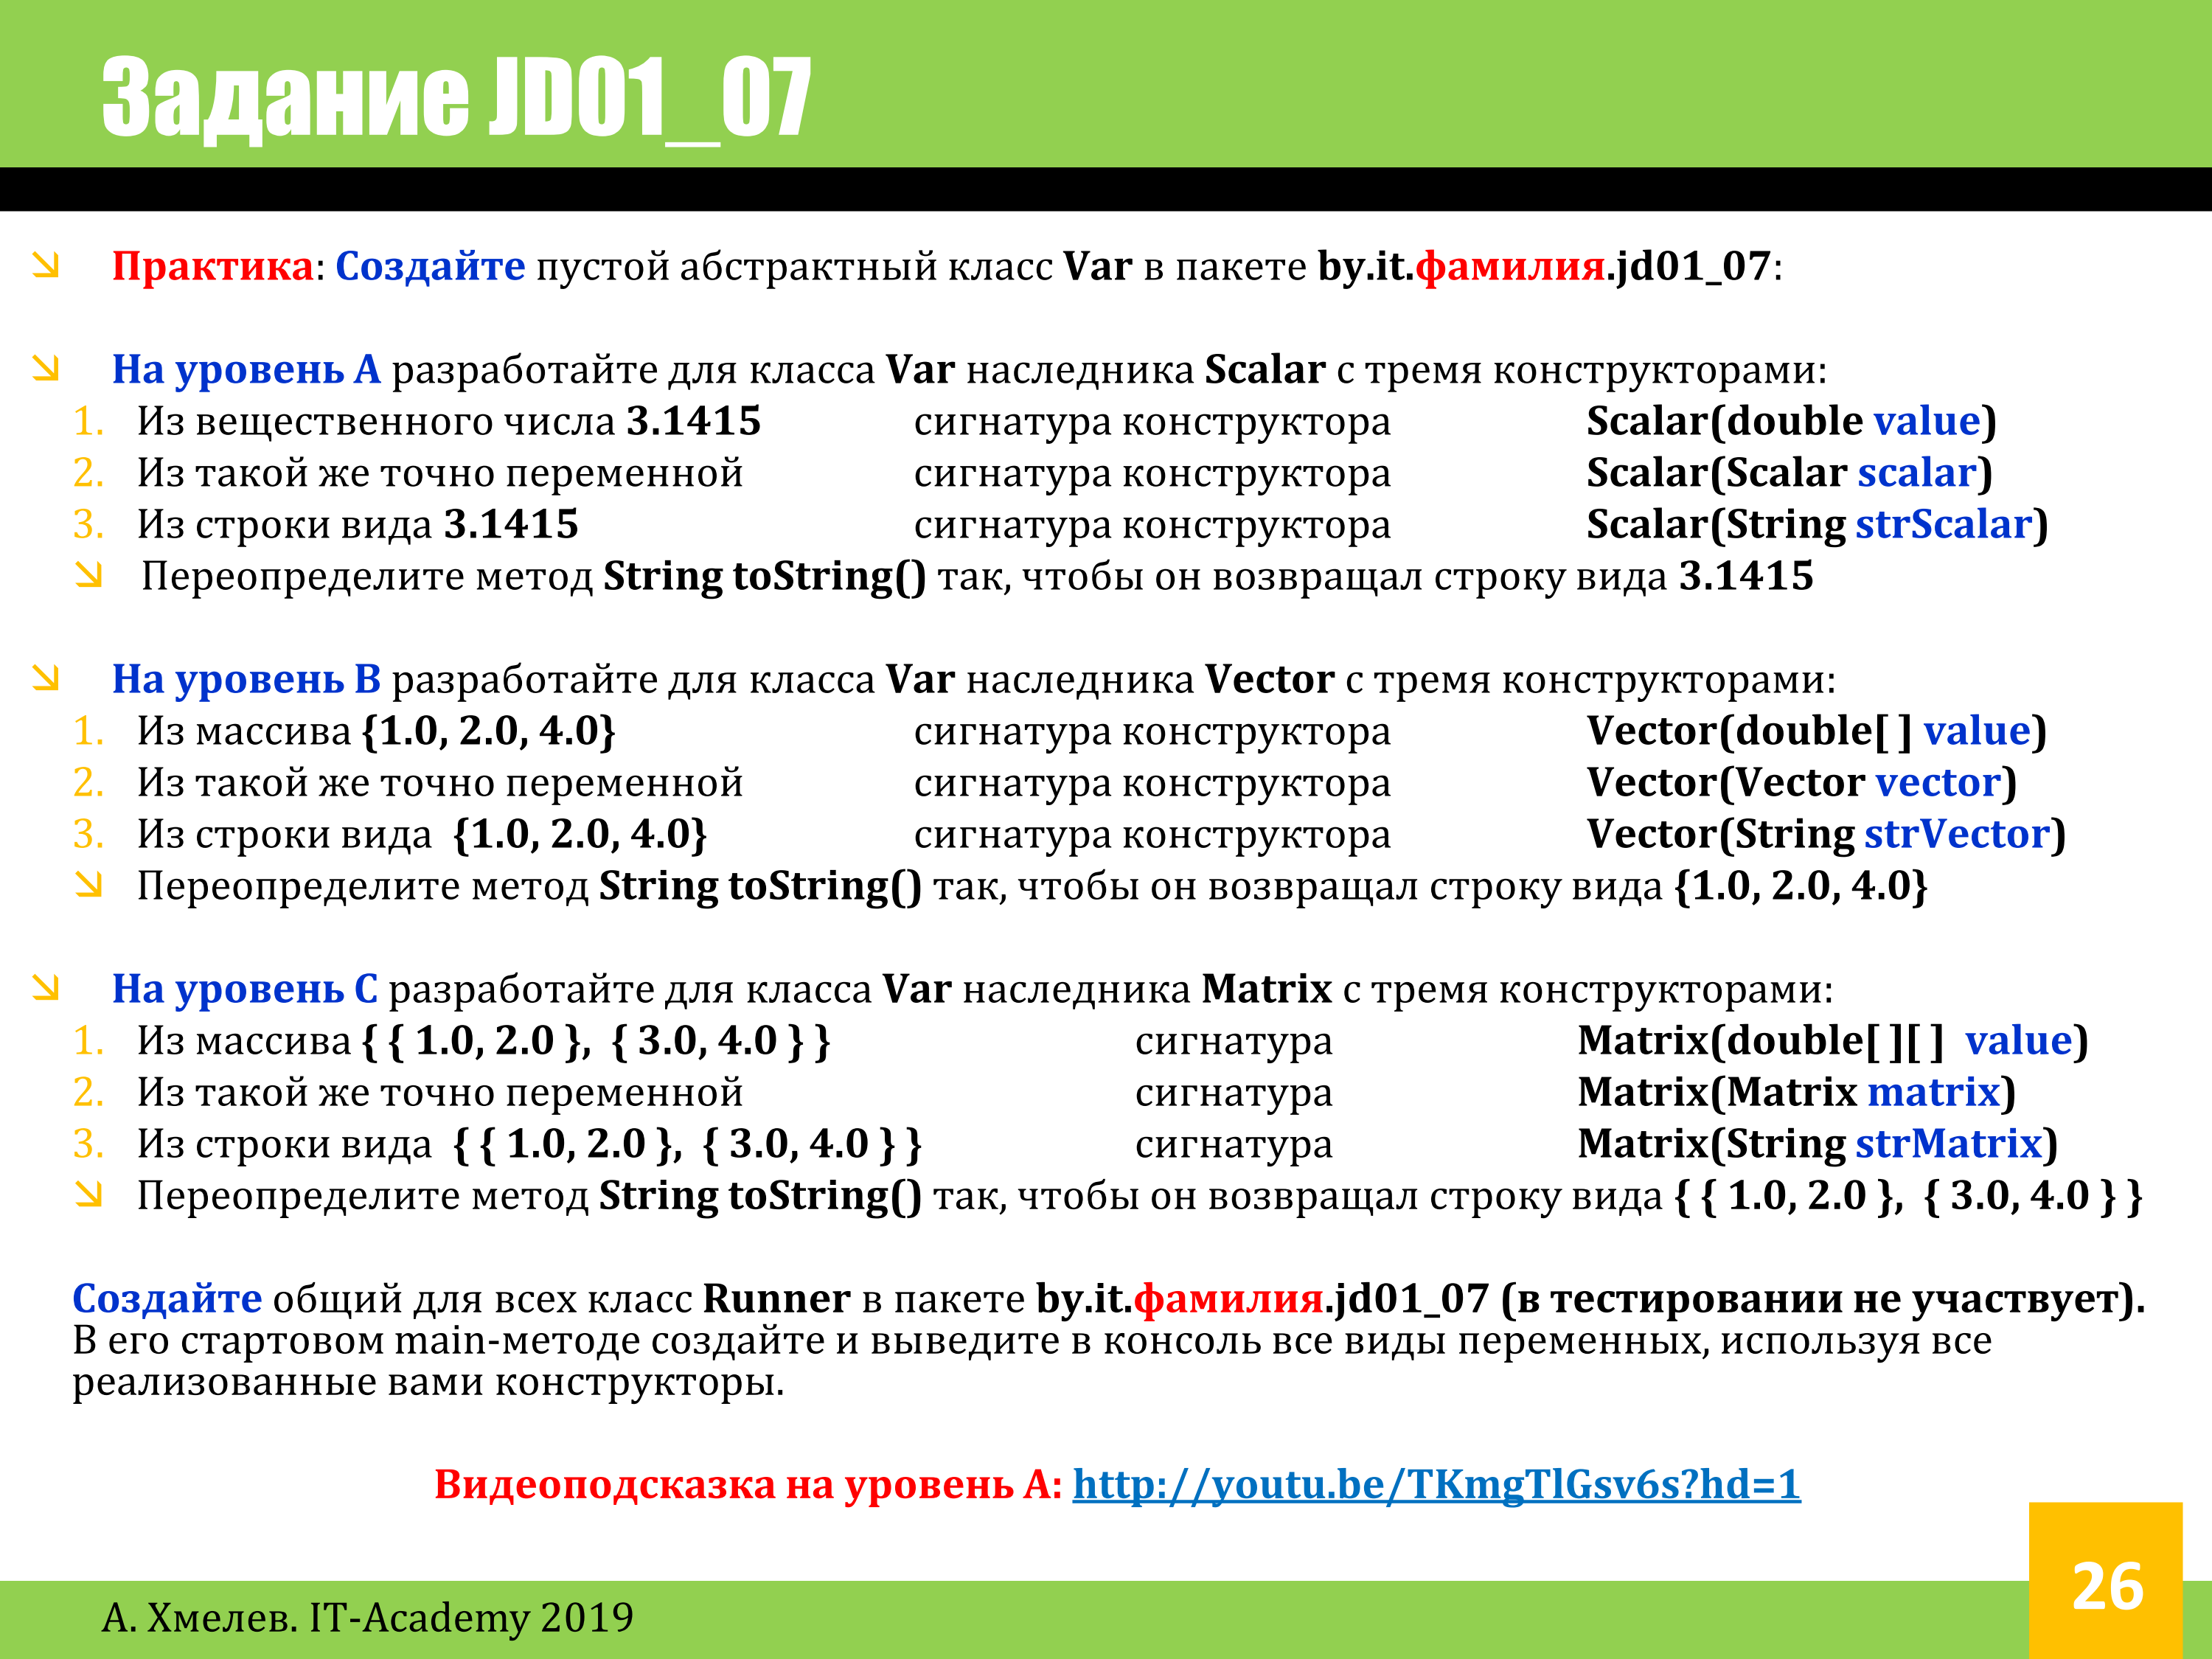 Задание JD01_07
Практика: Создайте пустой абстрактный класс Var в пакете by.it.фамилия.jd01_07:
На уровень A разработайте для класса Var наследника Scalar с тремя конструкторами:
1. Из вещественного числа 3.1415 сигнатура конструктора Scalar(double value)
2. Из такой же точно переменной сигнатура конструктора Scalar(Scalar scalar)
3. Из строки вида 3.1415 сигнатура конструктора Scalar(String strScalar)
Переопределите метод String toString() так, чтобы он возвращал строку вида 3.1415
На уровень B разработайте для класса Var наследника Vector с тремя конструкторами:
1. Из массива {1.0, 2.0, 4.0} сигнатура конструктора Vector(double[ ] value)
2. Из такой же точно переменной сигнатура конструктора Vector(Vector vector)
3. Из строки вида {1.0, 2.0, 4.0} сигнатура конструктора Vector(String strVector)
Переопределите метод String toString() так, чтобы он возвращал строку вида {1.0, 2.0, 4.0}
На уровень C разработайте для класса Var наследника Matrix с тремя конструкторами:
1. Из массива { { 1.0, 2.0 }, { 3.0, 4.0 } } сигнатура Matrix(double[ ][ ] value)
2. Из такой же точно переменной сигнатура Matrix(Matrix matrix)
3. Из строки вида { { 1.0, 2.0 }, { 3.0, 4.0 } } сигнатура Matrix(String strMatrix)
Переопределите метод String toString() так, чтобы он возвращал строку вида { { 1.0, 2.0 }, { 3.0, 4.0 } }
Создайте общий для всех класс Runner в пакете by.it.фамилия.jd01_07 (в тестировании не участвует).
В его стартовом main-методе создайте и выведите в консоль все виды переменных, используя все
реализованные вами конструкторы.
Видеоподсказка на уровень A: http://youtu.be/TKmgTlGsv6s?hd=1
26
А. Хмелев. IT-Academy 2019